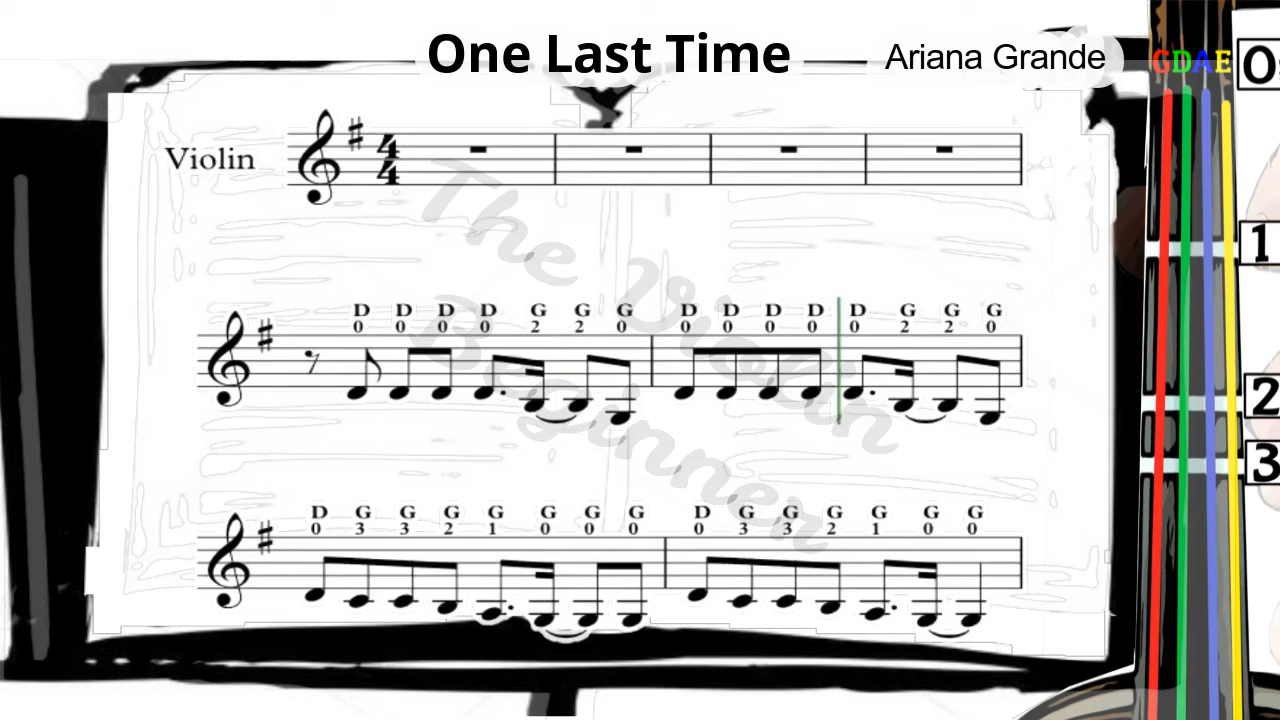 One Last Time Ariana Grande
G D A E 0
Violin
4
4
The Violin
Beginner
D D D D G G G D D D D D G G G
0 0 0 0 2 2 0 0 0 0 0 0 2 2 0
1
2
3
D G G G G G G G D G G G G G G
0 3 3 2 1 0 0 0 0 3 3 2 1 0 0